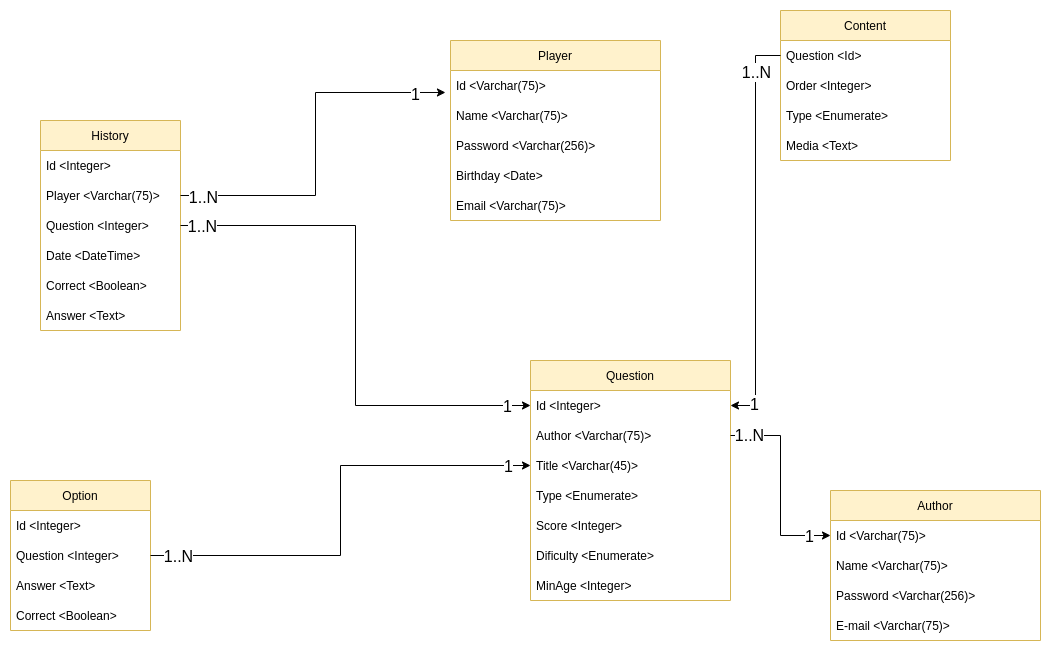 Content
Question <Id>
Order <Integer>
Type <Enumerate>
Media <Text>
1..N
1
Player
Id <Varchar(75)>
Name <Varchar(75)>
Password <Varchar(256)>
Birthday <Date>
Email <Varchar(75)>
1
History
Id <Integer>
Player <Varchar(75)>
Question <Integer>
Date <DateTime>
Correct <Boolean>
Answer <Text>
1..N
1..N
Question
Id <Integer>
Author <Varchar(75)>
Title <Varchar(45)>
Type <Enumerate>
Score <Integer>
Dificulty <Enumerate>
MinAge <Integer>
1
1
1..N
Option
Id <Integer>
Question <Integer>
Answer <Text>
Correct <Boolean>
1..N
Author
Id <Varchar(75)>
Name <Varchar(75)>
Password <Varchar(256)>
E-mail <Varchar(75)>
1